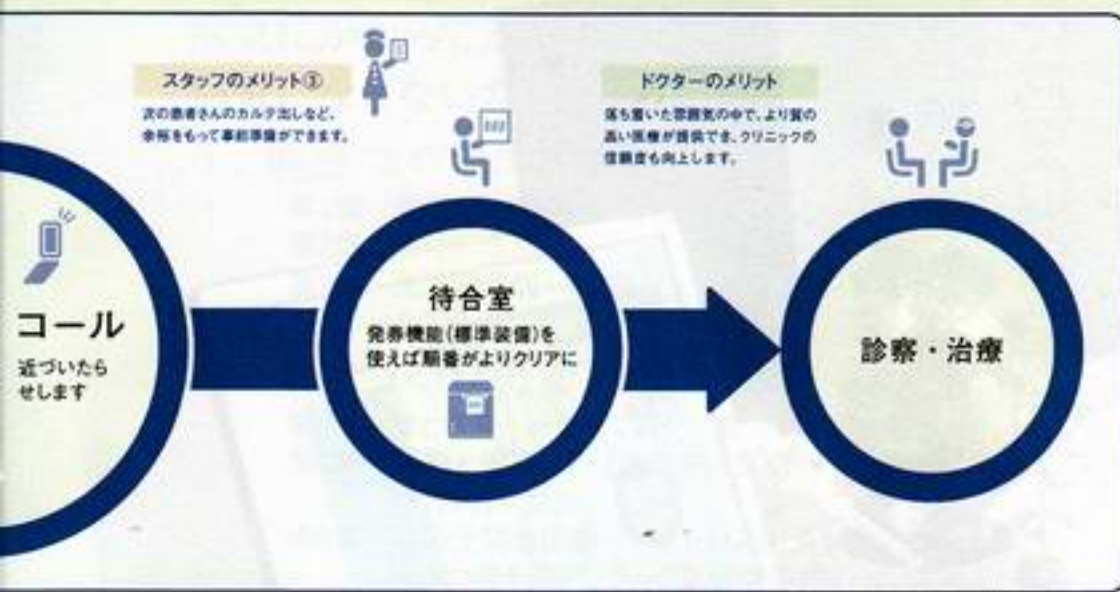 スタッフのメリット③
次の患者さんのカルテ出しなど、
余裕をもって事前準備ができます。
ドクターのメリット
落ち着いた雰囲気の中で、より質の
高い医療が提供でき、クリニックの
信頼度も向上します。
コール
近づいたら
せします
待合室
発券機能(標準装備)を
使えば順番がよりクリアに
診察・治療